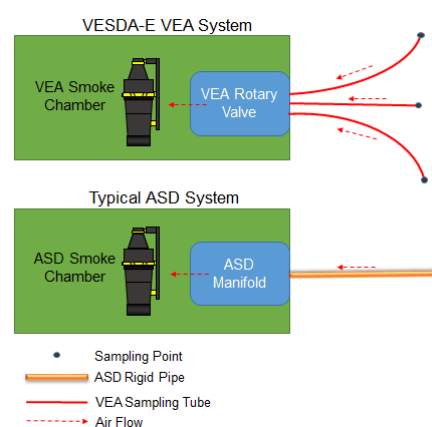 VESDA-E VEA System
VEA Smoke
Chamber
VEA Rotary
Valve
Typical ASD System
ASD Smoke
Chamber
ASD
Manifold
Sampling Point
ASD Rigid Pipe
VEA Sampling Tube
Air Flow